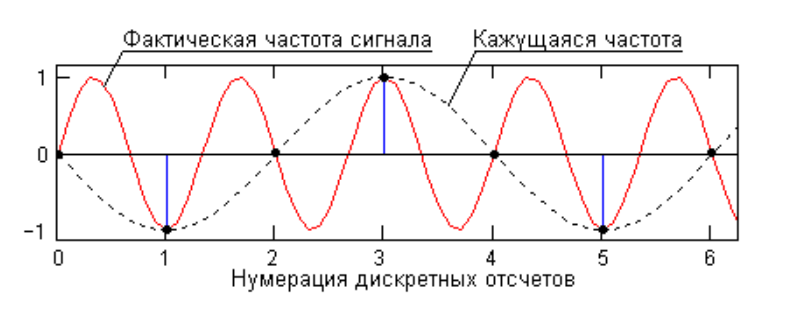 Фактическая частота сигнала Кажущаяся частота
1
0
−1
0 1 2 3 4 5 6
Нумерация дискретных отсчетов